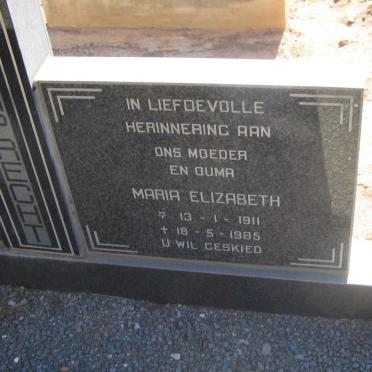 IN LIEFDEVOLLE
HERINNERING AAN
ONS MOEDER
EN OUMA
MARIA ELIZABETH
* 13 - 1 - 1911
+ 18 - 5 - 1985
U WIL GESKIED